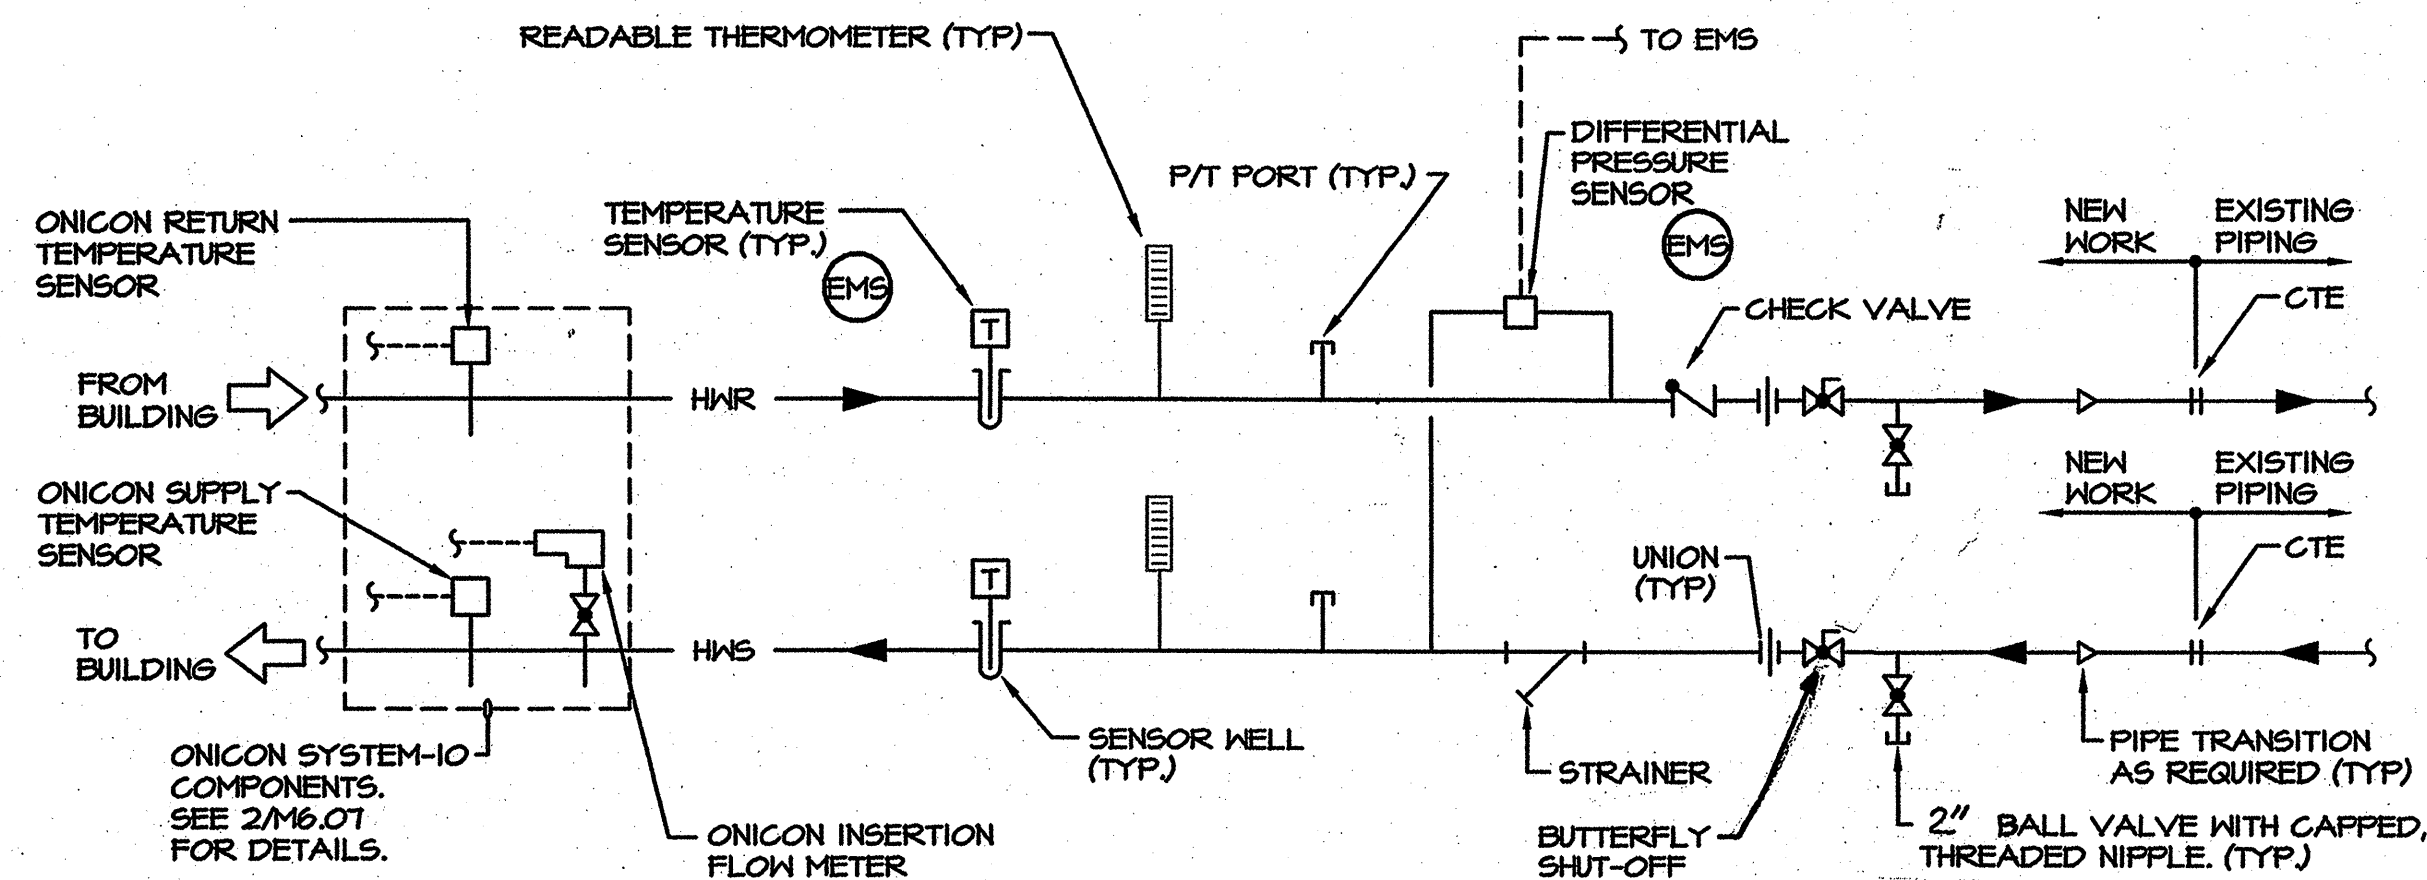 READABLE THERMOMETER (TYP)
TO EMS
DIFFERENTIAL
PRESSURE
SENSOR
EMS
P/T PORT (TYP.)
NEW
WORK
EXISTING
PIPING
ONICON RETURN
TEMPERATURE
SENSOR
TEMPERATURE
SENSOR (TYP.)
EMS
CHECK VALVE
CTE
T
FROM
BUILDING
HWR
NEW
WORK
EXISTING
PIPING
ONICON SUPPLY
TEMPERATURE
SENSOR
CTE
UNION
(TYP)
T
TO
BUILDING
HWS
SENSOR WELL
(TYP.)
STRAINER
PIPE TRANSITION
AS REQUIRED (TYP)
ONICON SYSTEM-10
COMPONENTS.
SEE 2/M6.07
FOR DETAILS.
ONICON INSERTION
FLOW METER
BUTTERFLY
SHUT-OFF
2" BALL VALVE WITH CAPPED,
THREADED NIPPLE. (TYP.)